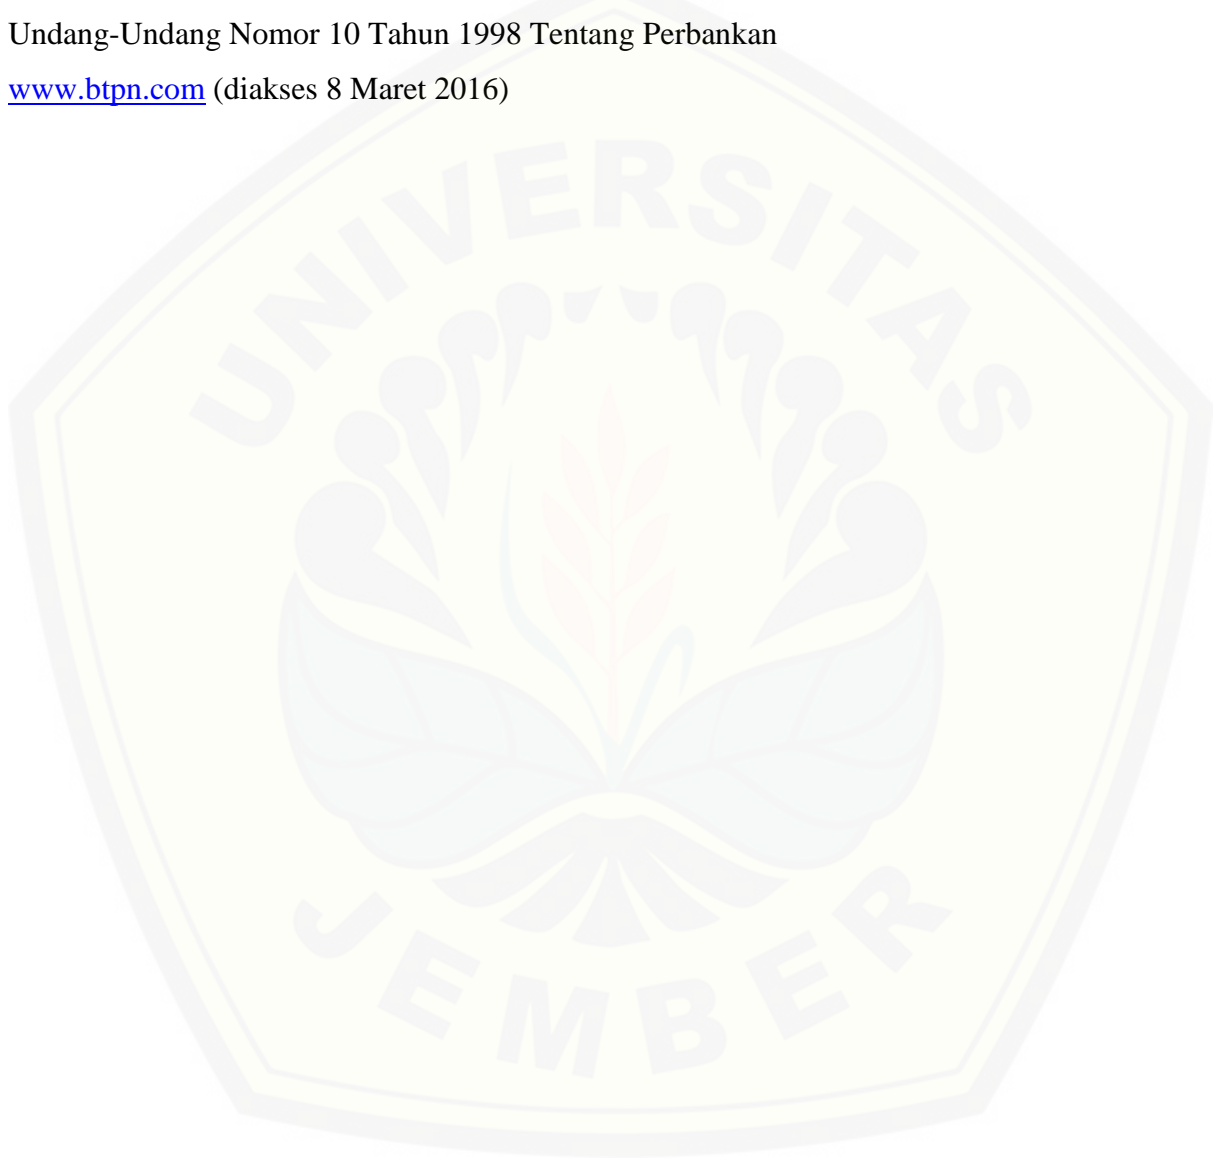 Undang-Undang Nomor 10 Tahun 1998 Tentang Perbankan
www.btpn.com (diakses 8 Maret 2016)
UNIVERSITAS
JEMBER